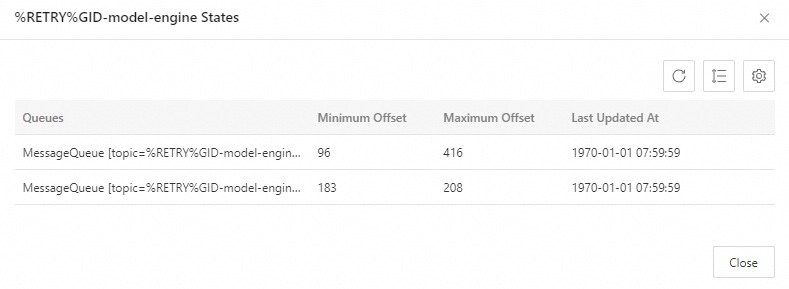 %RETRY%GID-model-engine States
Queues Minimum Offset Maximum Offset Last Updated At
MessageQueue [topic=%RETRY%GID-model-engin... 96 416 1970-01-01 07:59:59
MessageQueue [topic=%RETRY%GID-model-engin... 183 208 1970-01-01 07:59:59
Close